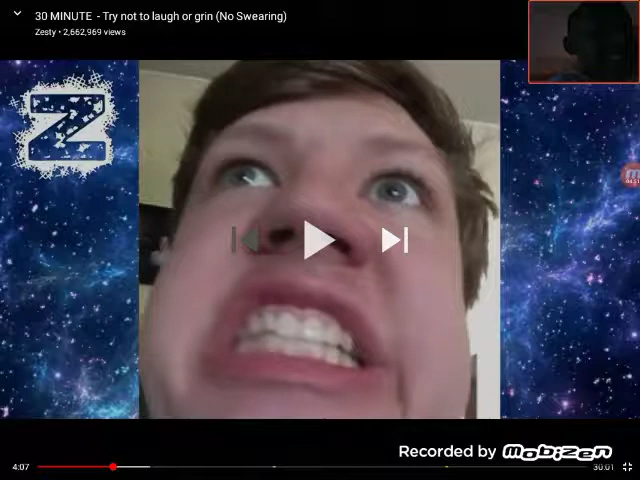 30 MINUTE - Try not to laugh or grin (No Swearing)
Zesty • 2,662,969 views
Z
Recorded by MOBIZEN
4:07
30:01